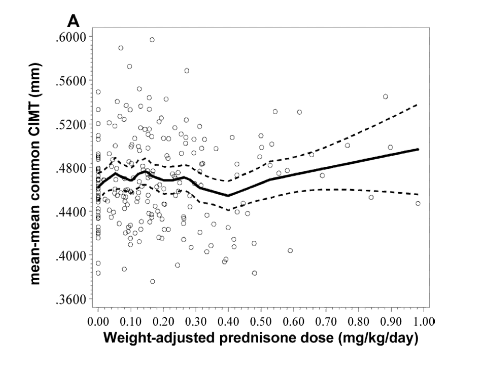 A
.6000
.5600
.5200
.4800
.4400
.4000
.3600
mean-mean common CIMT (mm)
0.00 0.10 0.20 0.30 0.40 0.50 0.60 0.70 0.80 0.90 1.00
Weight-adjusted prednisone dose (mg/kg/day)